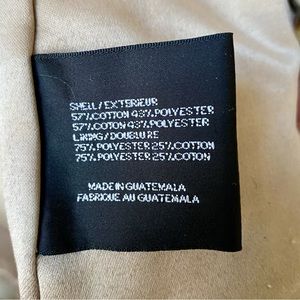 SHELL/EXTERIEUR
57%COTTON 43%POLYESTER
57%COTON 43%POLYESTER
LINING/DOUBLURE
75%POLYESTER 25%COTTON
75%POLYESTER 25%COTON
MADE IN GUATEMALA
FABRIQUE AU GUATEMALA